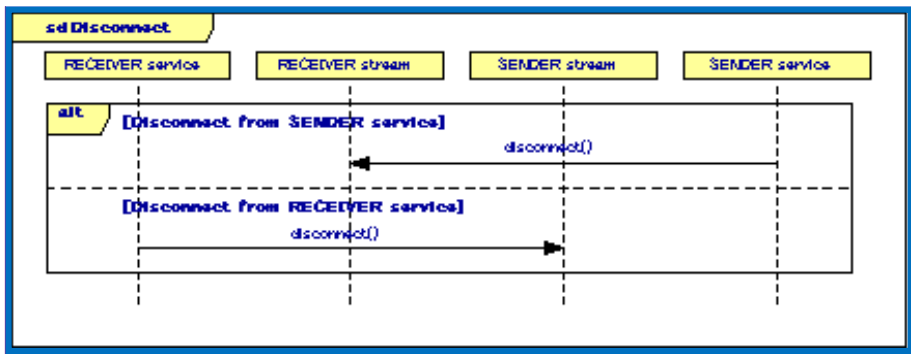 sd Disconnect
RECEIVER service RECEIVER stream SENDER stream SENDER service
alt
[Disconnect from SENDER service]
disconnect()
[Disconnect from RECEIVER service]
disconnect()